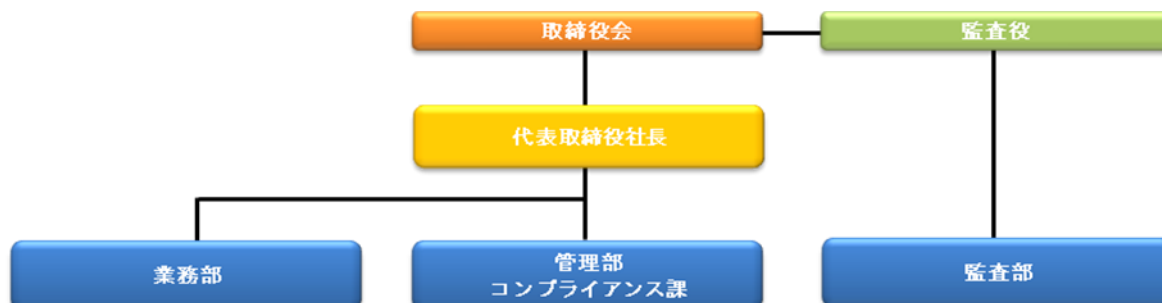 取締役会
監査役
代表取締役社長
業務部
管理部
コンプライアンス課
監査部